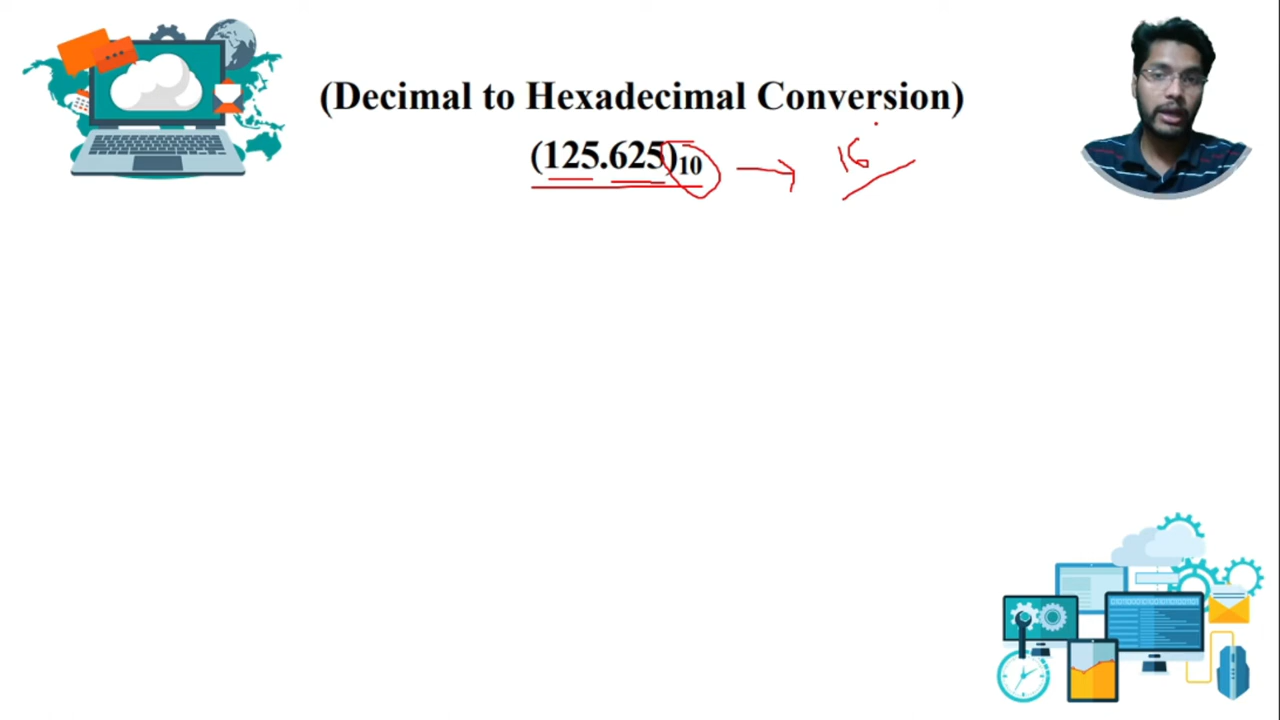 (Decimal to Hexadecimal Conversion)
(125.625)10 → 16